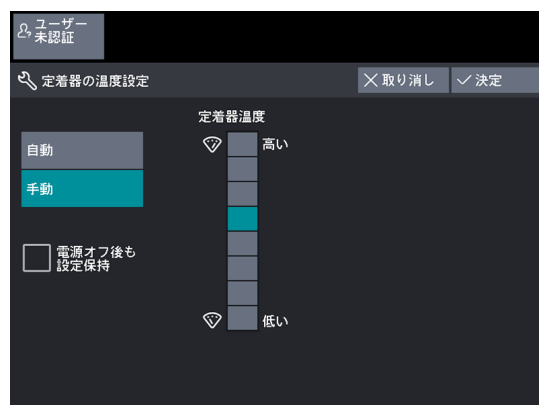 ユーザー
未認証
定着器の温度設定
取り消し
決定
定着器温度
自動
高い
手動
電源オフ後も
設定保持
低い